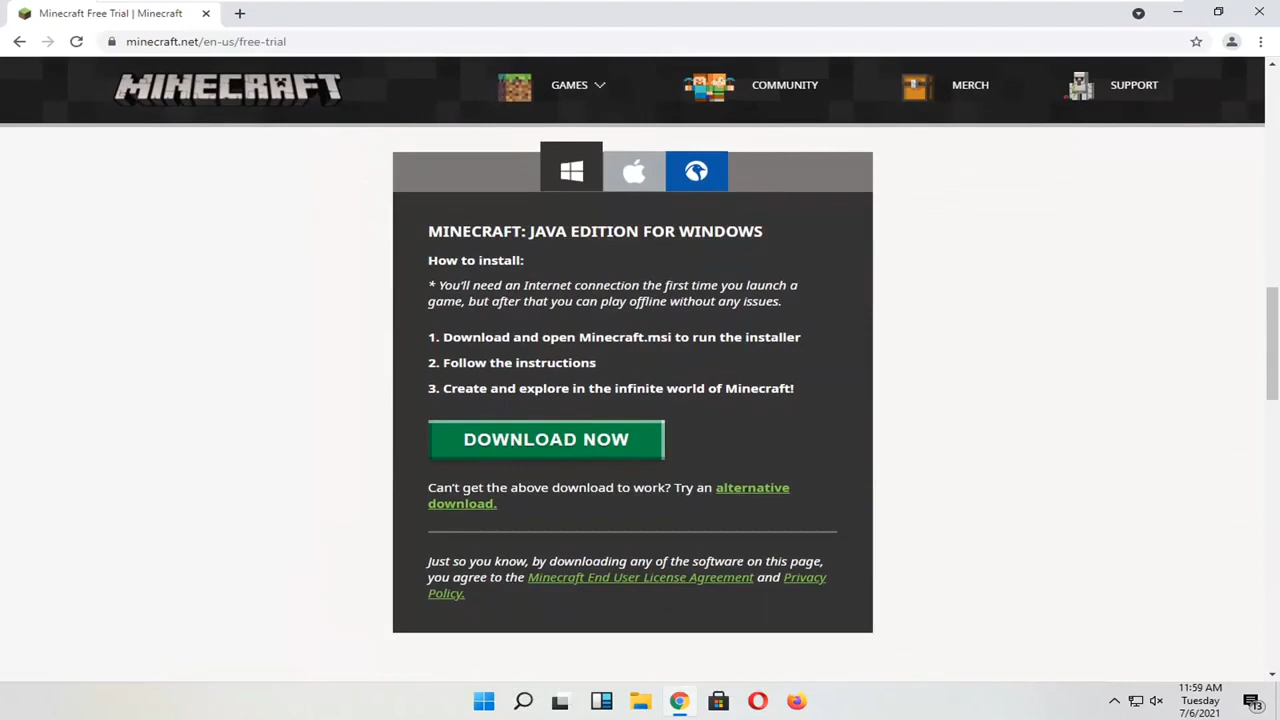 Minecraft Free Trial | Minecraft
minecraft.net/en-us/free-trial
MINECRAFT
GAMES
COMMUNITY
MERCH
SUPPORT
MINECRAFT: JAVA EDITION FOR WINDOWS
How to install:
* You'll need an Internet connection the first time you launch a
game, but after that you can play offline without any issues.
1. Download and open Minecraft.msi to run the installer
2. Follow the instructions
3. Create and explore in the infinite world of Minecraft!
DOWNLOAD NOW
Can't get the above download to work? Try an alternative
download.
Just so you know, by downloading any of the software on this page,
you agree to the Minecraft End User License Agreement and Privacy
Policy.
11:59 AM
Tuesday
7/6/2021
13